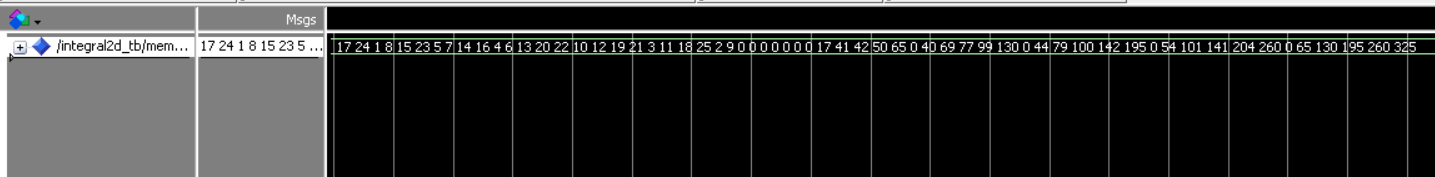 Msgs
/integral2d_tb/mem... 17 24 1 8 15 23 5 ... 17 24 1 8 15 23 5 7 14 16 4 6 13 20 22 10 12 19 21 3 11 18 25 2 9 0 0 0 0 0 0 0 17 41 42 50 65 0 40 69 77 99 130 0 44 79 100 142 195 0 54 101 141 204 260 0 65 130 195 260 325